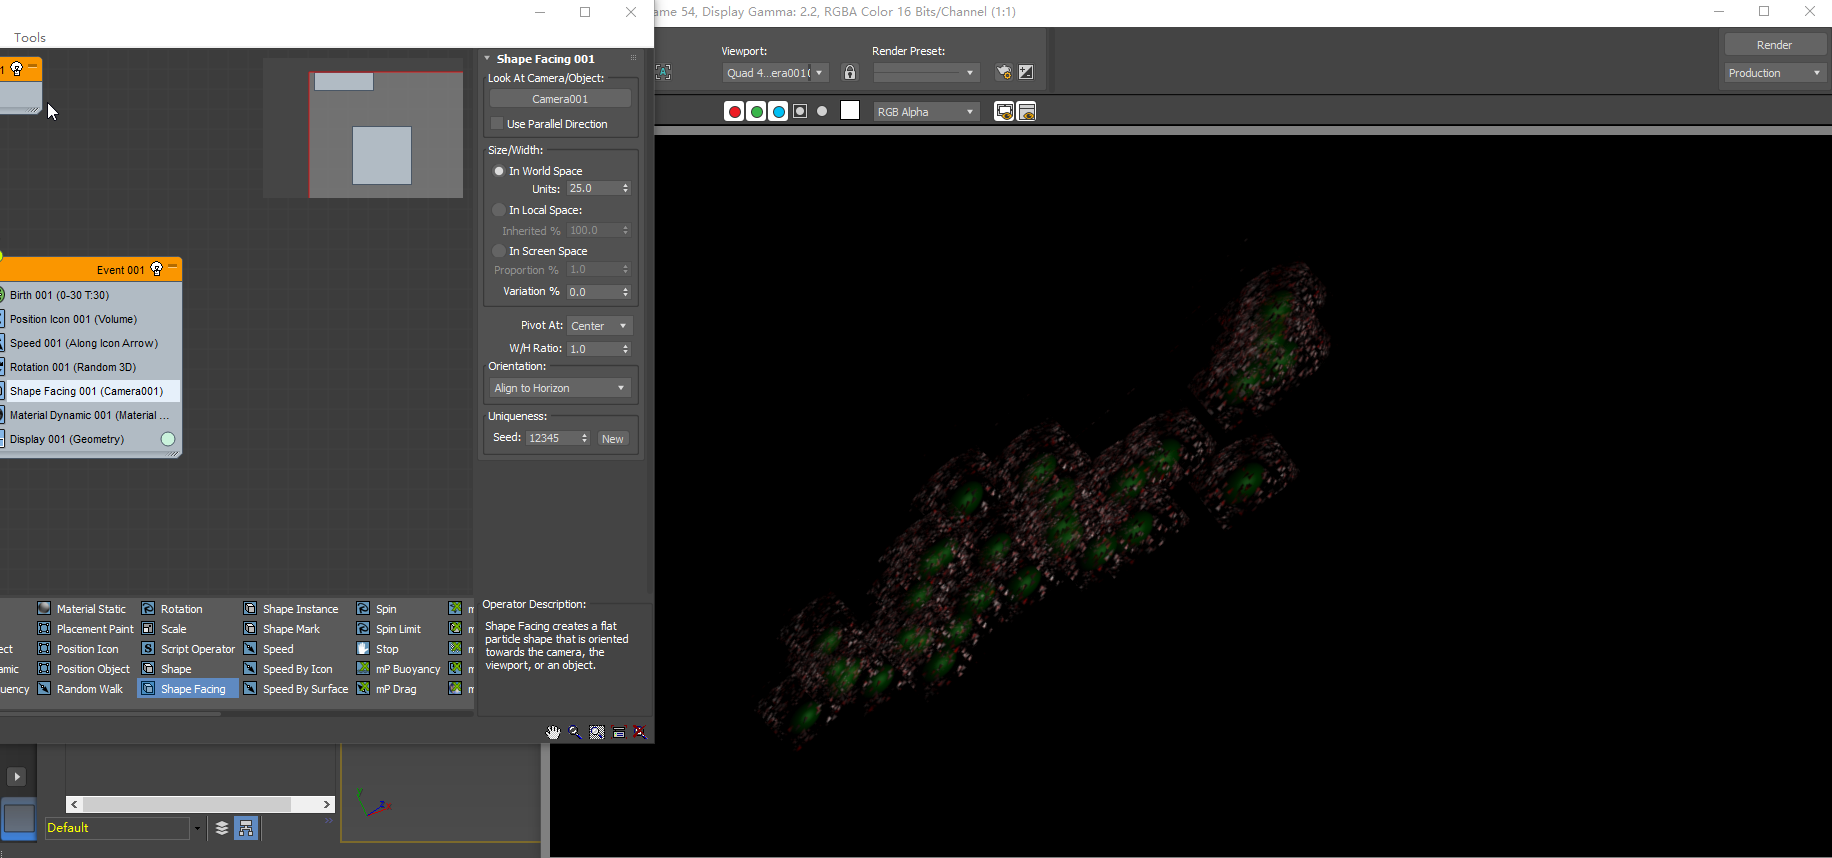 ame 54, Display Gamma: 2.2, RGBA Color 16 Bits/Channel (1:1)
Tools
Viewport:
Render Preset:
Quad 4...era001(
Render
Production
RGB Alpha
Shape Facing 001
Look At Camera/Object:
Camera001
Use Parallel Direction
Size/Width:
In World Space
Units: 25.0
In Local Space:
Inherited % 100.0
In Screen Space
Proportion % 1.0
Variation % 0.0
Pivot At: Center
W/H Ratio: 1.0
Orientation:
Align to Horizon
Uniqueness:
Seed: 12345 New
Event 001
Birth 001 (0-30 T:30)
Position Icon 001 (Volume)
Speed 001 (Along Icon Arrow)
Rotation 001 (Random 3D)
Shape Facing 001 (Camera001)
Material Dynamic 001 (Material ...
Display 001 (Geometry)
Material Static Rotation Shape Instance Spin m
Placement Paint Scale Shape Mark Spin Limit m
ect Position Icon Script Operator Speed Stop m
amic Position Object Shape Speed By Icon mP Buoyancy m
uency Random Walk Shape Facing Speed By Surface mP Drag m
Operator Description:
Shape Facing creates a flat
particle shape that is oriented
towards the camera, the
viewport, or an object.
Default